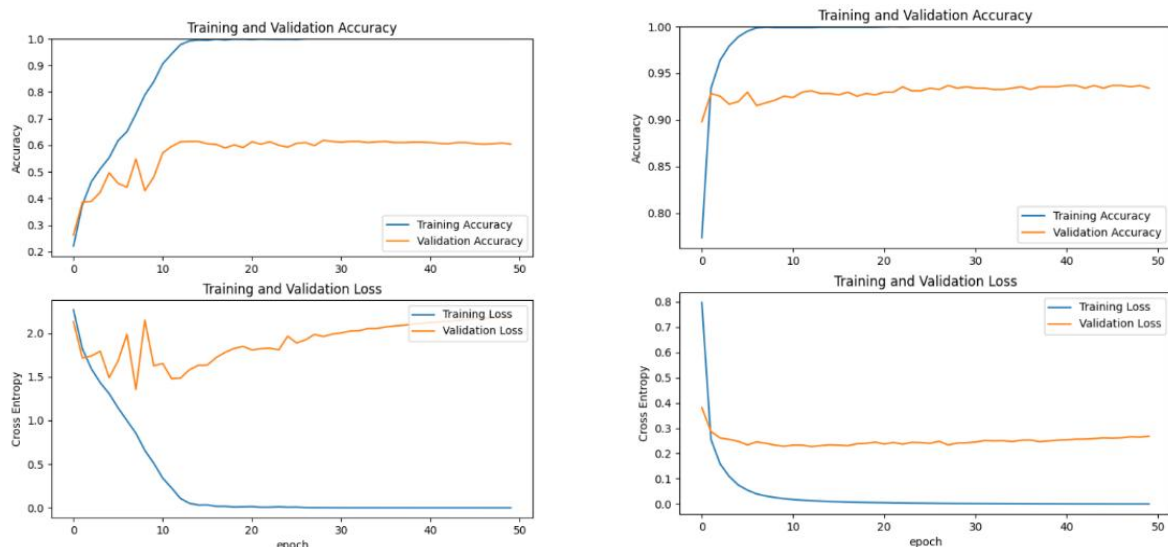 Training and Validation Accuracy
1.0
0.9
0.8
0.7
0.6
0.5
0.4
0.3
0.2
Accuracy
Training Accuracy
Validation Accuracy
0 10 20 30 40 50
Training and Validation Loss
2.0
1.5
1.0
0.5
0.0
Cross Entropy
Training Loss
Validation Loss
0 10 20 30 40 50
epoch
Training and Validation Accuracy
1.00
0.95
0.90
0.85
0.80
Accuracy
Training Accuracy
Validation Accuracy
0 10 20 30 40 50
Training and Validation Loss
0.8
0.7
0.6
0.5
0.4
0.3
0.2
0.1
0.0
Cross Entropy
Training Loss
Validation Loss
0 10 20 30 40 50
epoch